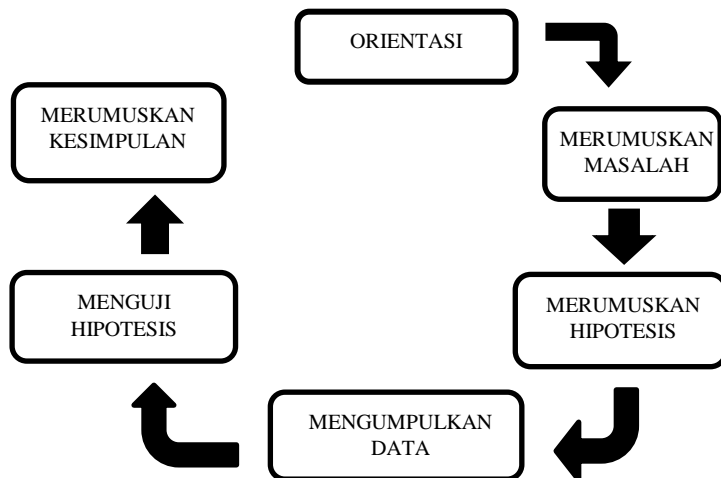 ORIENTASI
MERUMUSKAN
MASALAH
MERUMUSKAN
HIPOTESIS
MENGUMPULKAN
DATA
MENGUJI
HIPOTESIS
MERUMUSKAN
KESIMPULAN